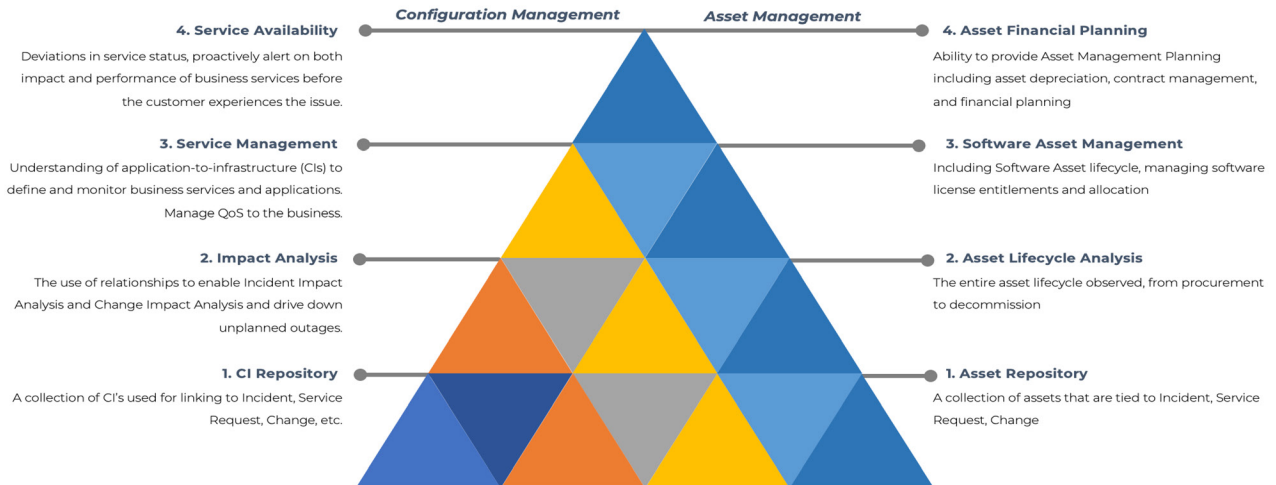 Configuration Management
Asset Management
4. Service Availability
Deviations in service status, proactively alert on both
impact and performance of business services before
the customer experiences the issue.
3. Service Management
Understanding of application-to-infrastructure (CIs) to
define and monitor business services and applications.
Manage QoS to the business.
2. Impact Analysis
The use of relationships to enable Incident Impact
Analysis and Change Impact Analysis and drive down
unplanned outages.
1. CI Repository
A collection of CI's used for linking to Incident, Service
Request, Change, etc.
4. Asset Financial Planning
Ability to provide Asset Management Planning
including asset depreciation, contract management,
and financial planning
3. Software Asset Management
Including Software Asset lifecycle, managing software
license entitlements and allocation
2. Asset Lifecycle Analysis
The entire asset lifecycle observed, from procurement
to decommission
1. Asset Repository
A collection of assets that are tied to Incident, Service
Request, Change